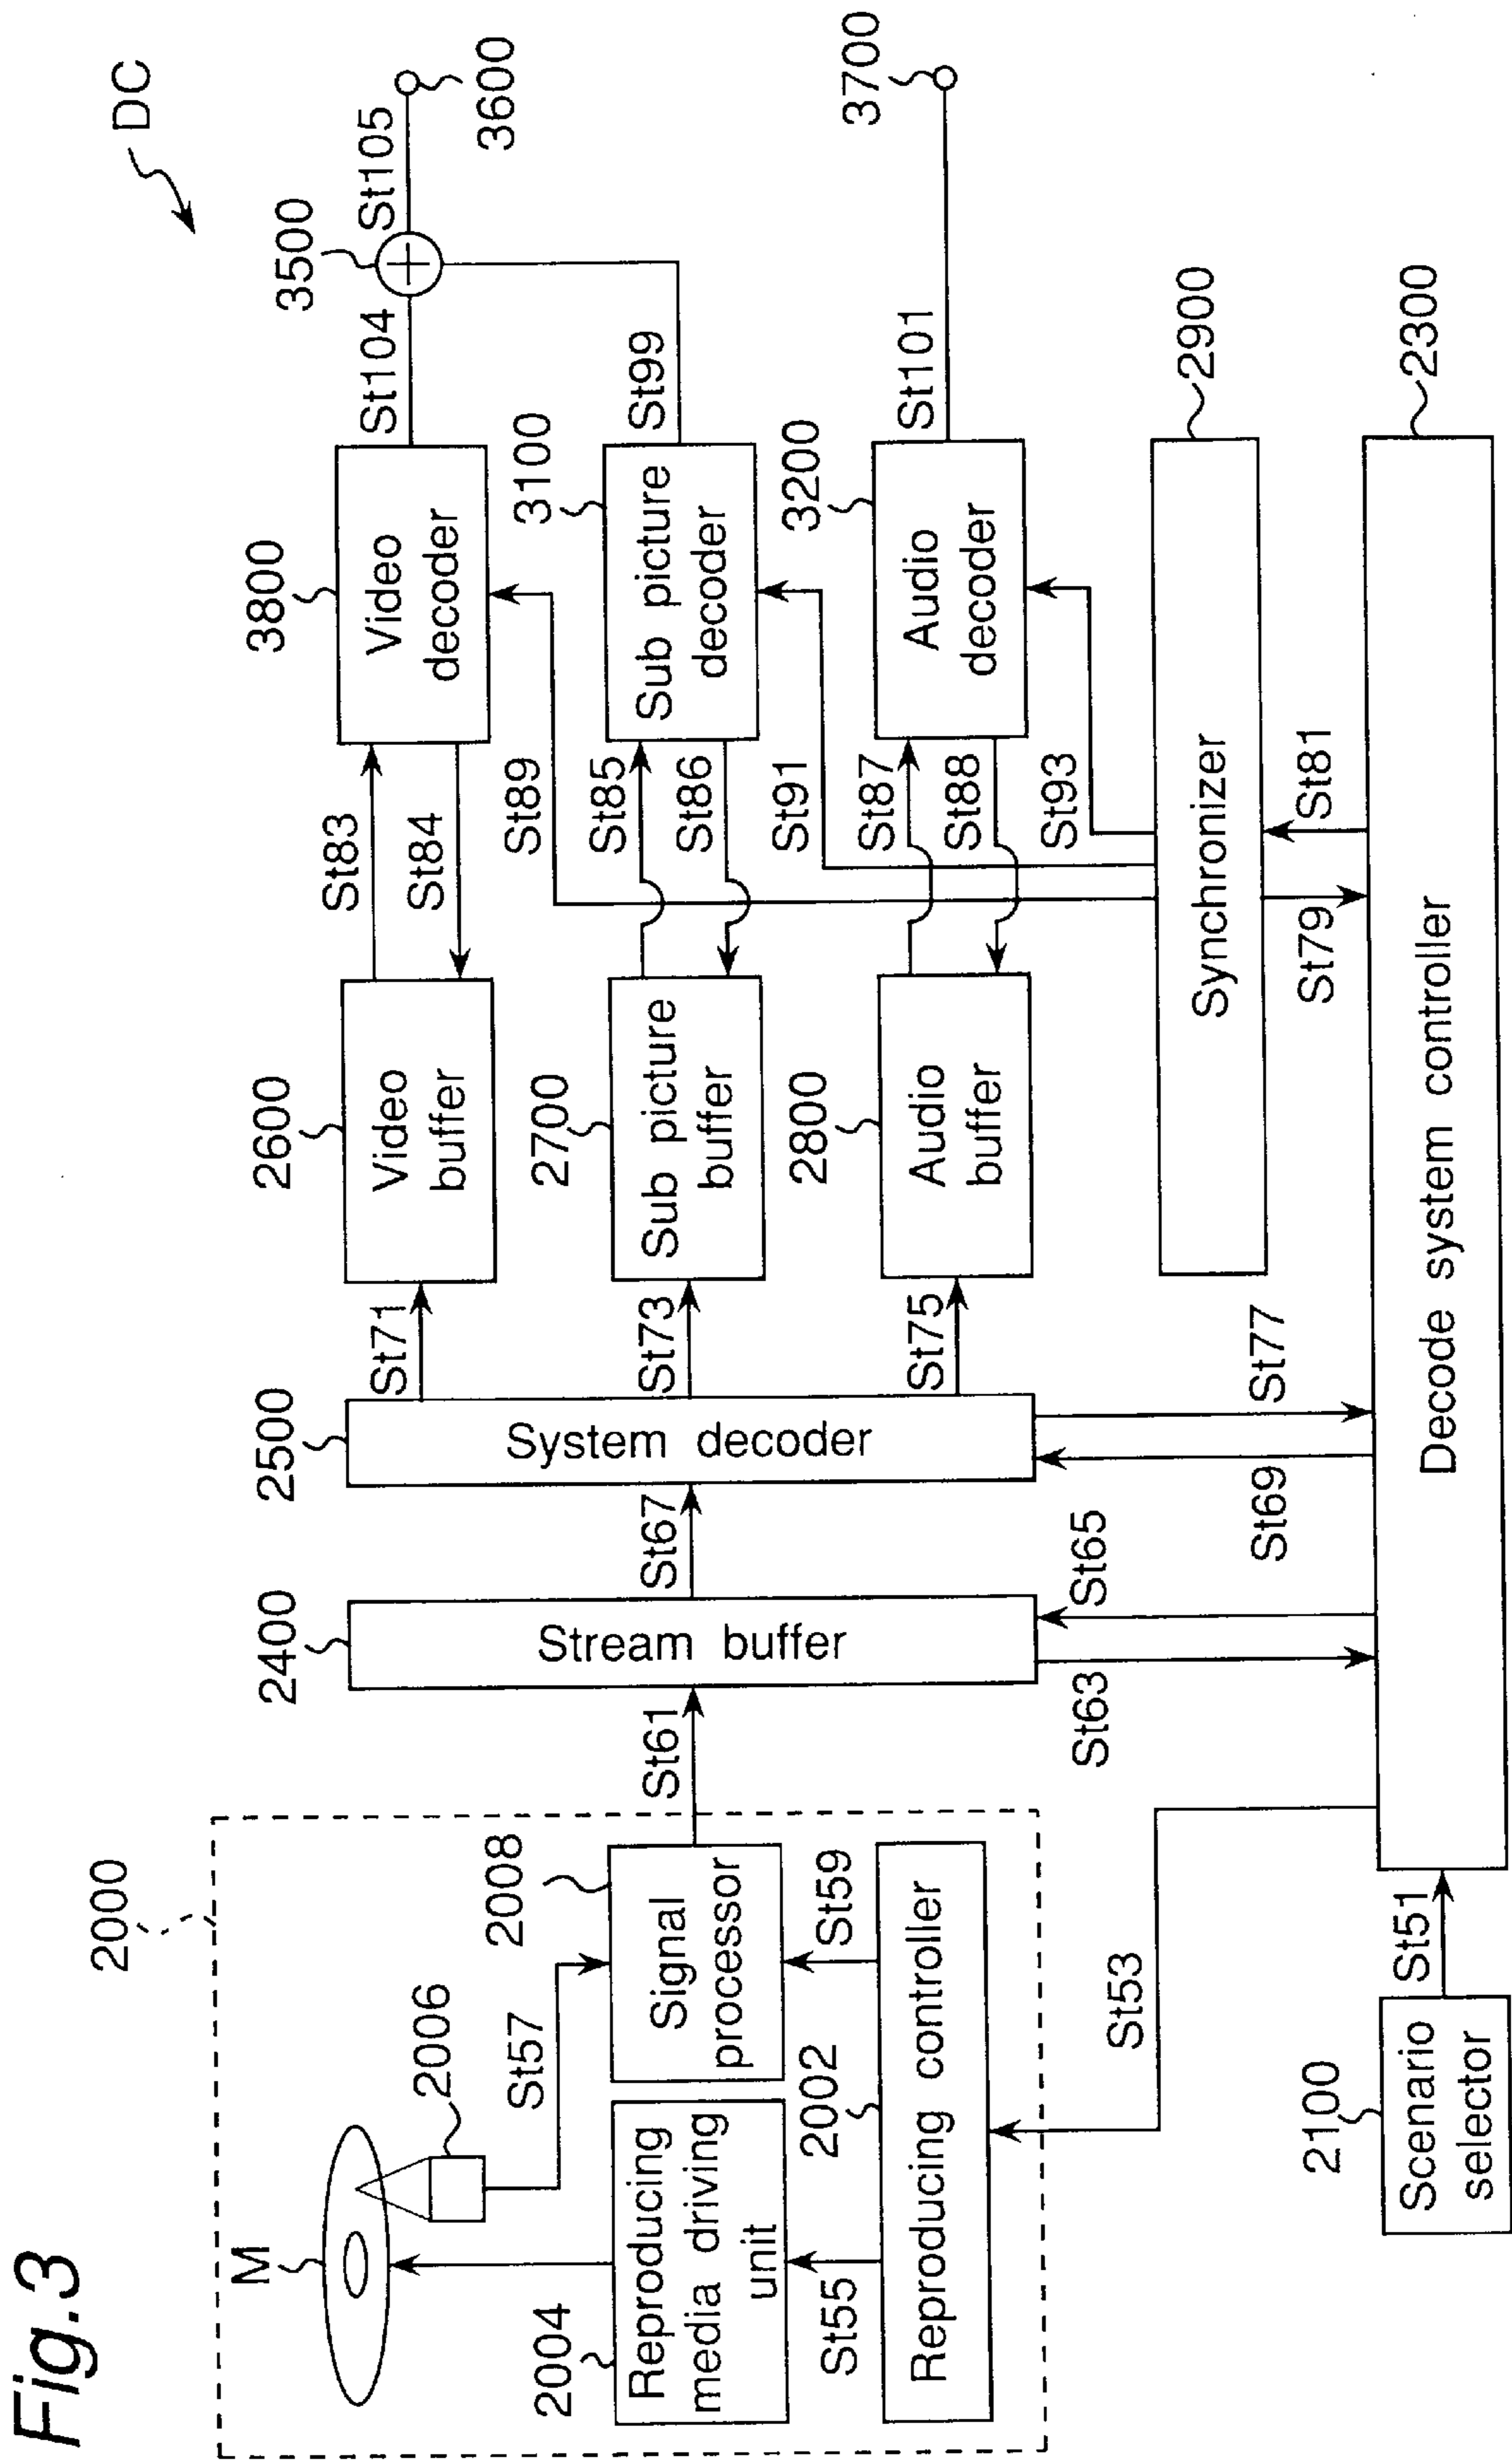 Fig.3
DC
2000
M
2006
St57
2004
Reproducing
media driving
unit
2008
Signal
processor
St55
2002
St59
Reproducing controller
St53
2100
Scenario
selector
St51
St61
2400
Stream buffer
St63
St65
St67
2500
System decoder
St69
St77
St71
St73
St75
2600
Video
buffer
2700
Sub picture
buffer
2800
Audio
buffer
St83
St84
St89
St85
St86
St91
St87
St88
St93
3800
Video
decoder
3100
Sub picture
decoder
3200
Audio
decoder
St104
3500
St105
3600
St99
St101
3700
Synchronizer
2900
St79
St81
Decode system controller
2300